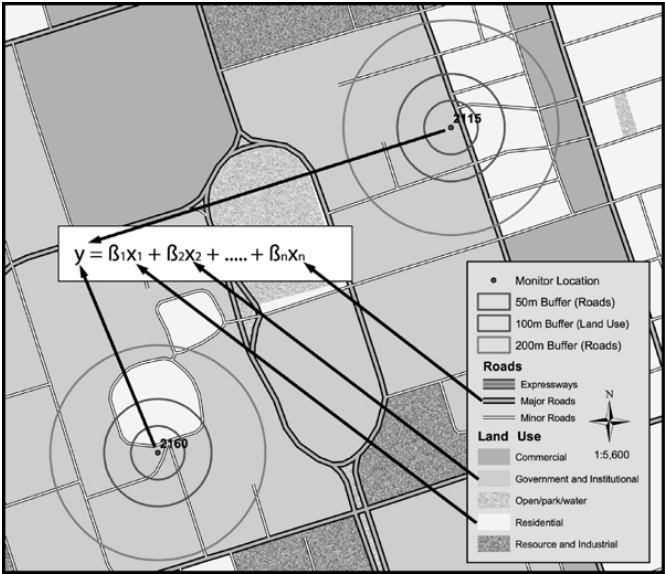 2115
y = ß1x1 + ß2x2 + ..... + ßnxn
2160
Monitor Location
50m Buffer (Roads)
100m Buffer (Land Use)
200m Buffer (Roads)
Roads
Expressways
Major Roads
Minor Roads
N
1:5,600
Land Use
Commercial
Government and Institutional
Open/park/water
Residential
Resource and Industrial